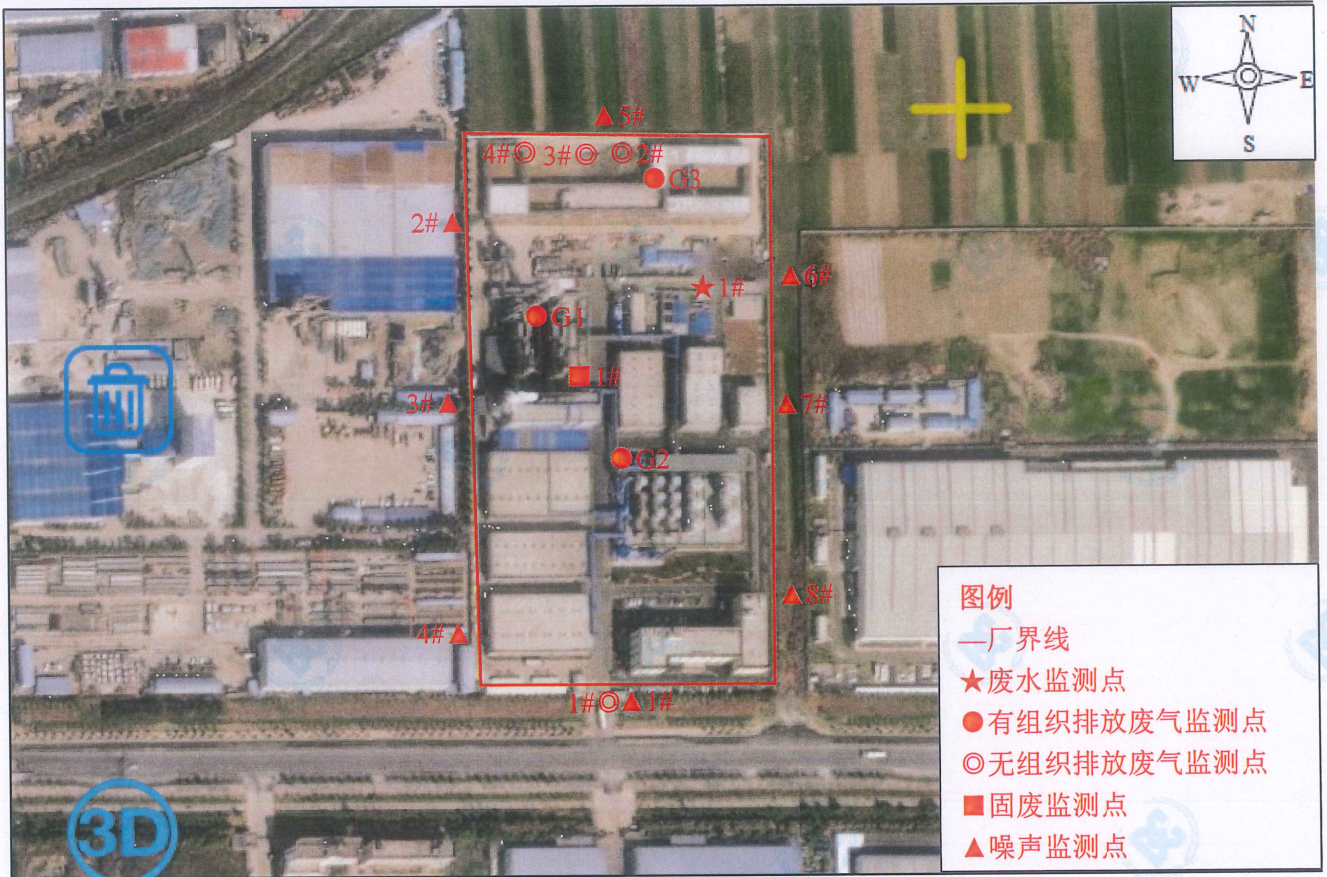 N
W E
S
5#
4# 3# 2#
G3
2#
6#
1#
G1
1#
3# 7#
G2
8#
4#
1# 1#
3D
图例
厂界线
废水监测点
有组织排放废气监测点
无组织排放废气监测点
固废监测点
噪声监测点